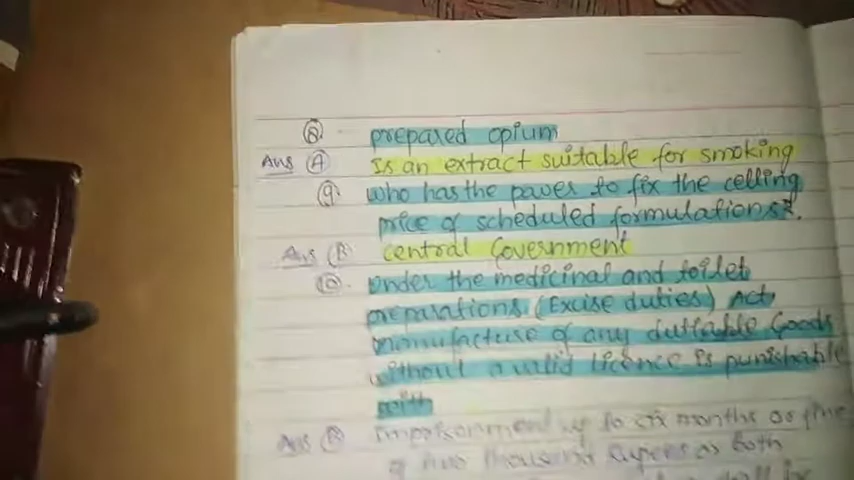 ⑧ prepared opium
Ans Ⓐ Is an extract suitable for smoking
⑨ who has the paver to fix the celling
price of scheduled formulations?.
Ans Ⓑ central Government
⑩. under the medicinal and toilet
preparations (Excise duties) Act,
manufacture of any duttable Goods
without a valid licence is punishable
with
Ans Ⓑ Imprisonment up to six months or fine
of two thousand rupees or both